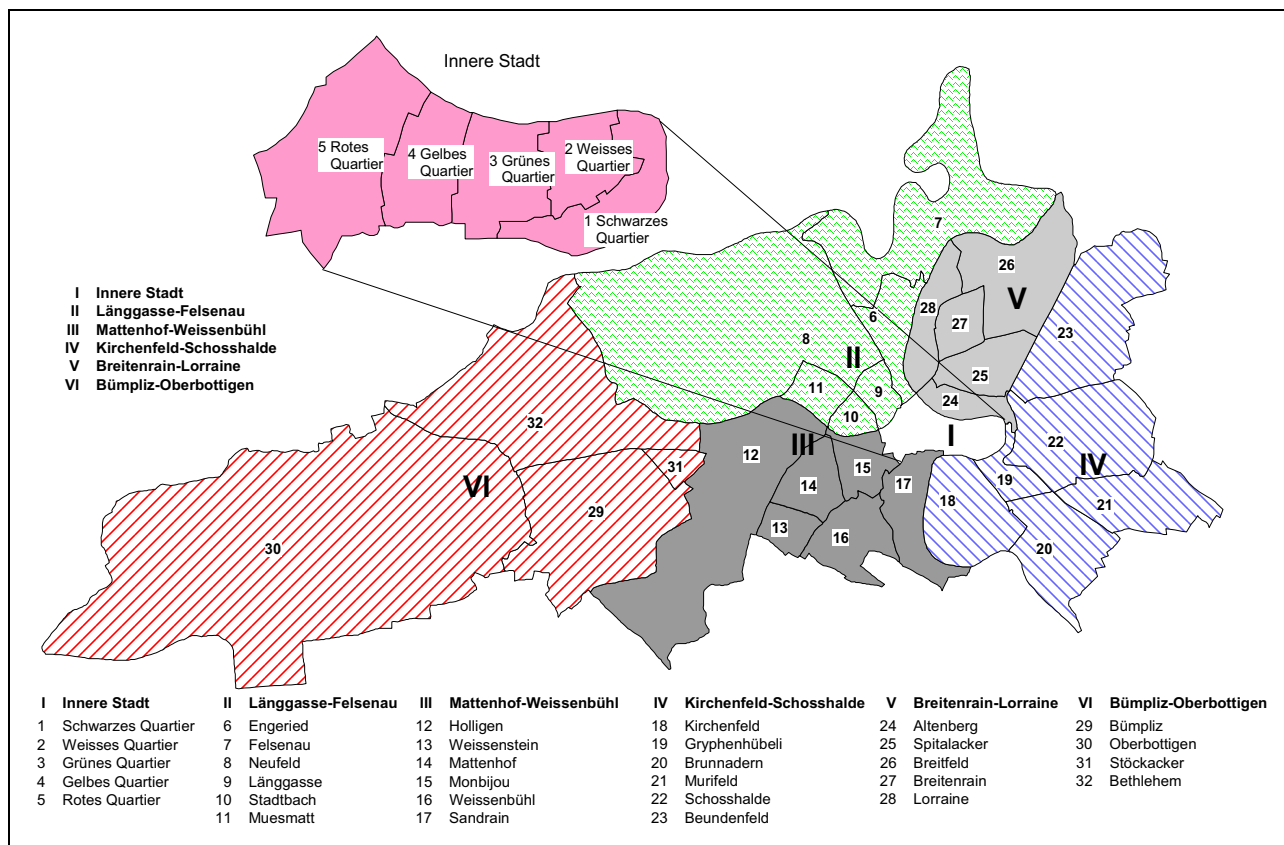 Innere Stadt
5 Rotes
Quartier
4 Gelbes
Quartier
3 Grünes
Quartier
2 Weisses
Quartier
1 Schwarzes
Quartier
I Innere Stadt
II Länggasse-Felsenau
III Mattenhof-Weissenbühl
IV Kirchenfeld-Schosshalde
V Breitenrain-Lorraine
VI Bümpliz-Oberbottigen
7
26
V
28
6
27
23
8
II
11
9
25
10
24
32
I
III
12
15
22
IV
31
VI
14
17
18
19
21
29
13
16
20
30
I Innere Stadt
1 Schwarzes Quartier
2 Weisses Quartier
3 Grünes Quartier
4 Gelbes Quartier
5 Rotes Quartier
II Länggasse-Felsenau
6 Engeried
7 Felsenau
8 Neufeld
9 Länggasse
10 Stadtbach
11 Muesmatt
III Mattenhof-Weissenbühl
12 Holligen
13 Weissenstein
14 Mattenhof
15 Monbijou
16 Weissenbühl
17 Sandrain
IV Kirchenfeld-Schosshalde
18 Kirchenfeld
19 Gryphenhübeli
20 Brunnadern
21 Murifeld
22 Schosshalde
23 Beundenfeld
V Breitenrain-Lorraine
24 Altenberg
25 Spitalacker
26 Breitfeld
27 Breitenrain
28 Lorraine
VI Bümpliz-Oberbottigen
29 Bümpliz
30 Oberbottigen
31 Stöckacker
32 Bethlehem